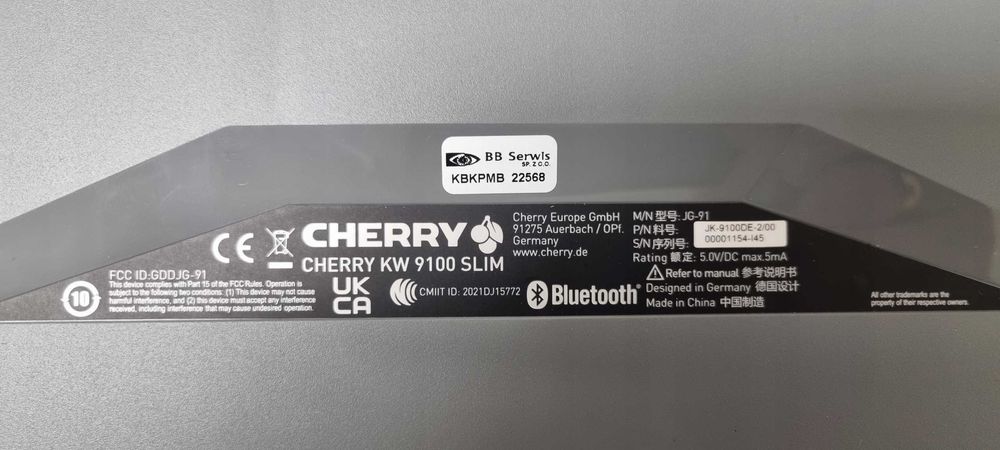 BB Serwis
SP. Z O.O.
KBKPMB 22568
CE
CHERRY
CHERRY KW 9100 SLIM
Cherry Europe GmbH
91275 Auerbach / OPf.
Germany
www.cherry.de
M/N 型号: JG-91
P/N 料号:
S/N 序列号:
JK-9100DE-2/00
00001154-I45
Rating 额定: 5.0V/DC max.5mA
Refer to manual 参考说明书
Designed in Germany 德国设计
Made in China 中国制造
FCC ID:GDDJG-91
This device complies with Part 15 of the FCC Rules. Operation is
subject to the following two conditions: (1) This device may not cause
harmful interference, and (2) this device must accept any interference
received, including interference that may cause undesired operation.
10
UK
CA
CMIIT ID: 2021DJ15772
Bluetooth®
All other trademarks are the
property of their respective owners.